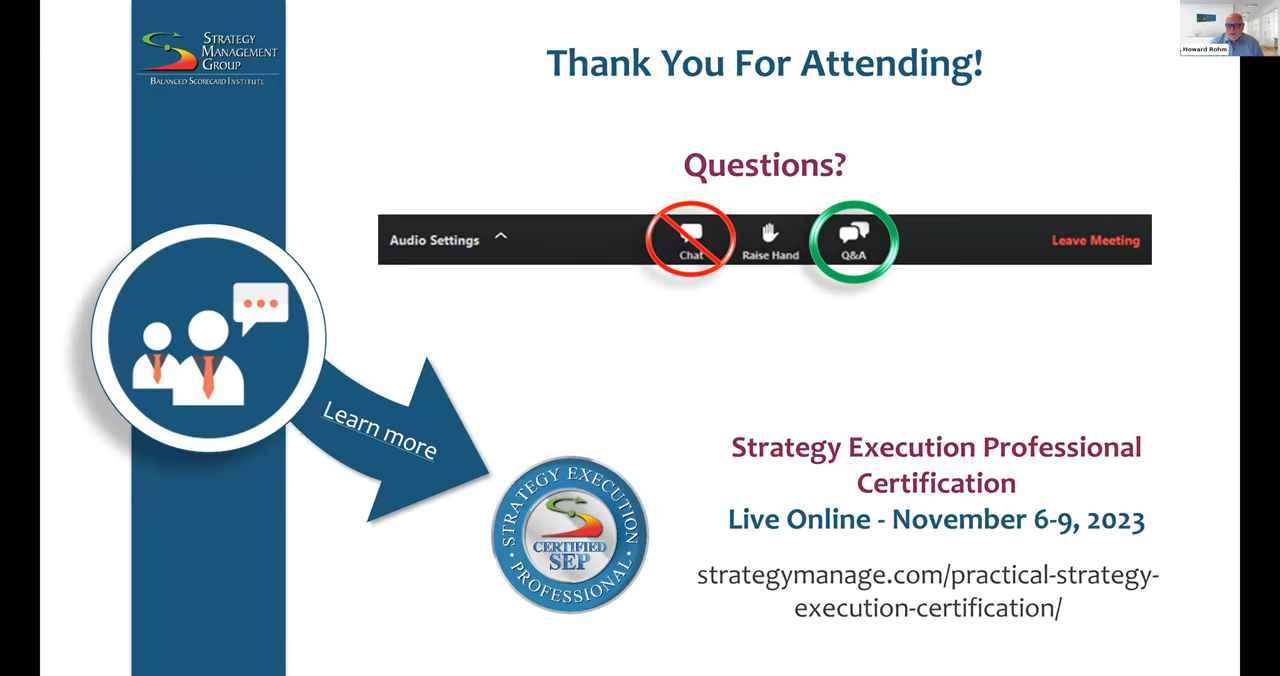 STRATEGY
MANAGEMENT
GROUP
BALANCED SCORECARD INSTITUTE
Thank You For Attending!
Howard Rohm
Questions?
Audio Settings
Chat
Raise Hand
Q&A
Leave Meeting
Learn more
STRATEGY EXECUTION
CERTIFIED
SEP
PROFESSIONAL
Strategy Execution Professional
Certification
Live Online - November 6-9, 2023
strategymanage.com/practical-strategy-
execution-certification/